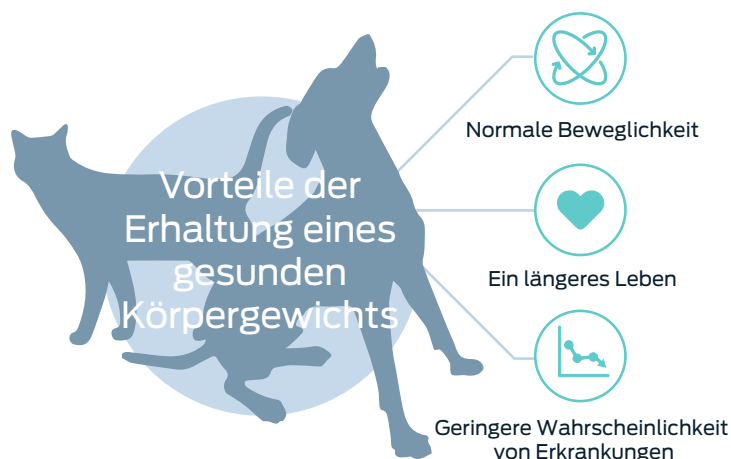 Vorteile der
Erhaltung eines
gesunden
Körpergewichts
Normale Beweglichkeit
Ein längeres Leben
Geringere Wahrscheinlichkeit
von Erkrankungen